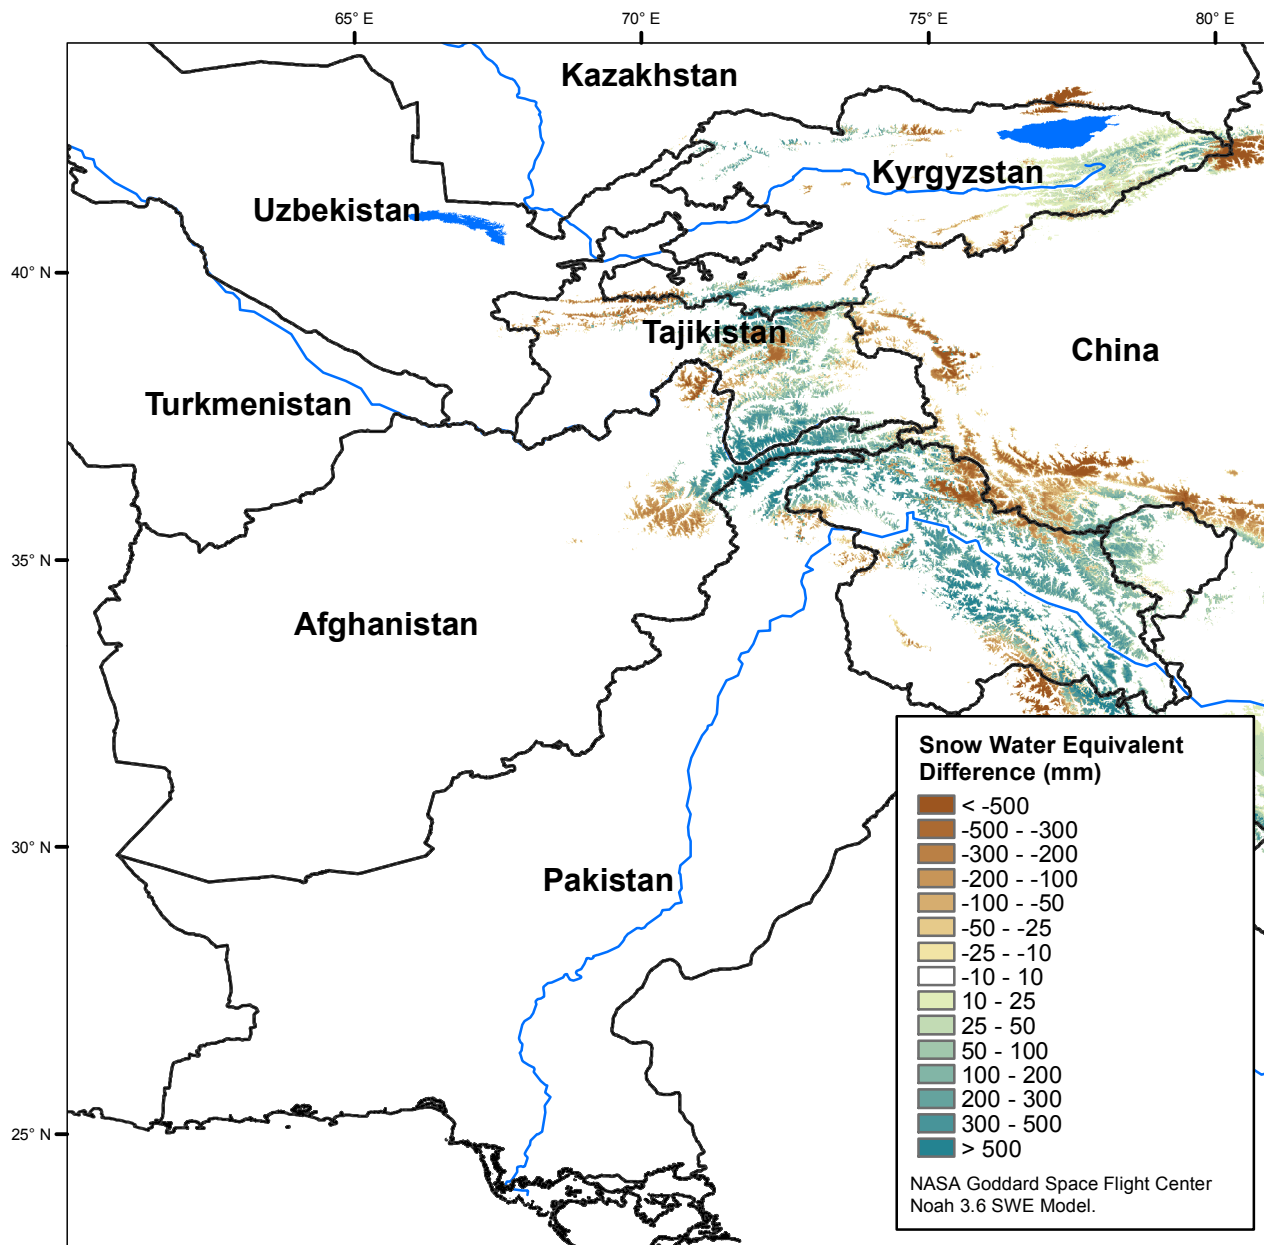 65° E
70° E
75° E
80° E
Kazakhstan
Kyrgyzstan
Uzbekistan
40° N
Tajikistan
China
Turkmenistan
35° N
Afghanistan
Snow Water Equivalent
Difference (mm)
< -500
-500 - -300
-300 - -200
-200 - -100
-100 - -50
-50 - -25
-25 - -10
-10 - 10
10 - 25
25 - 50
50 - 100
100 - 200
200 - 300
300 - 500
> 500
30° N
Pakistan
25° N
NASA Goddard Space Flight Center
Noah 3.6 SWE Model.